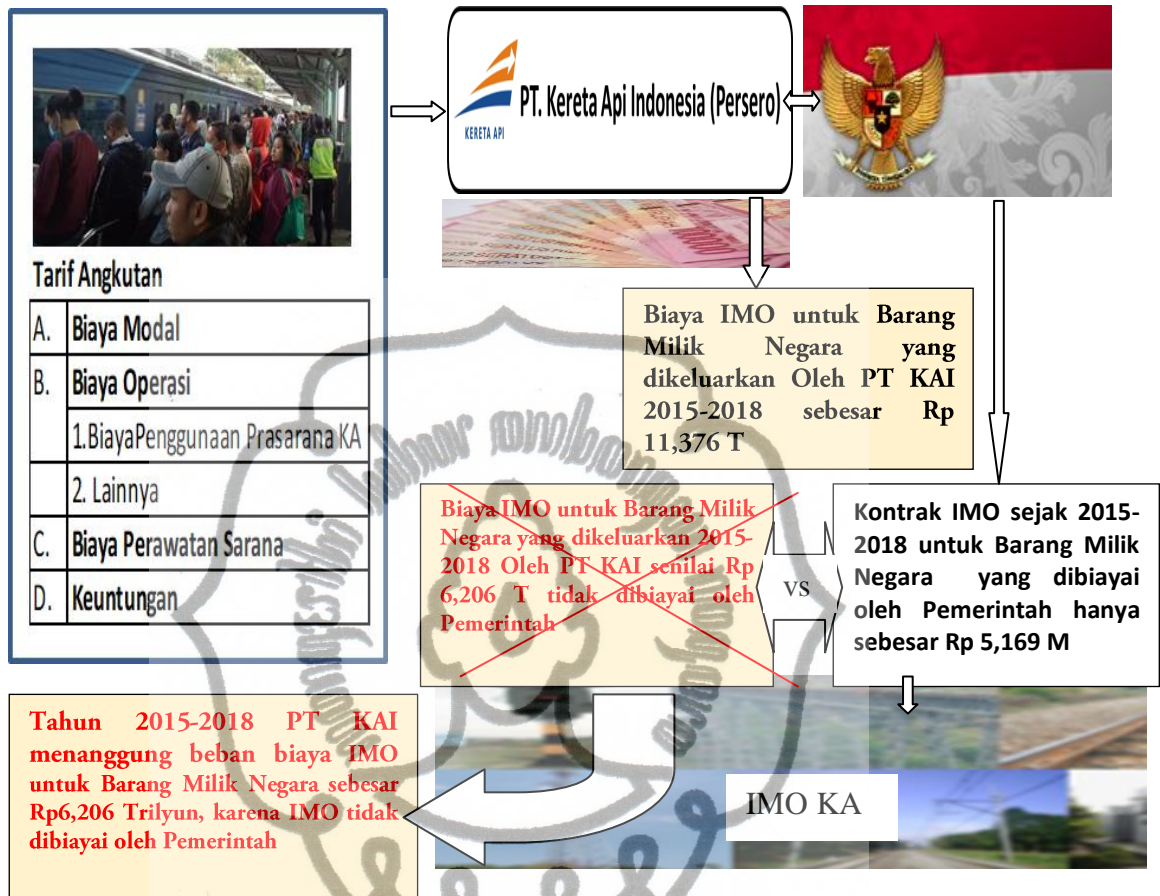 KERETA API
PT. Kereta Api Indonesia (Persero)
Tarif Angkutan
A. Biaya Modal
B. Biaya Operasi
1.BiayaPenggunaan Prasarana KA
2. Lainnya
C. Biaya Perawatan Sarana
D. Keuntungan
Biaya IMO untuk Barang
Milik Negara yang
dikeluarkan Oleh PT KAI
2015-2018 sebesar Rp
11,376 T
Biaya IMO untuk Barang Milik
Negara yang dikeluarkan 2015-
2018 Oleh PT KAI senilai Rp
6,206 T tidak dibiayai oleh
Pemerintah
VS
Kontrak IMO sejak 2015-
2018 untuk Barang Milik
Negara yang dibiayai
oleh Pemerintah hanya
sebesar Rp 5,169 M
Tahun 2015-2018 PT KAI
menanggung beban biaya IMO
untuk Barang Milik Negara sebesar
Rp6,206 Trilyun, karena IMO tidak
dibiayai oleh Pemerintah
IMO KA